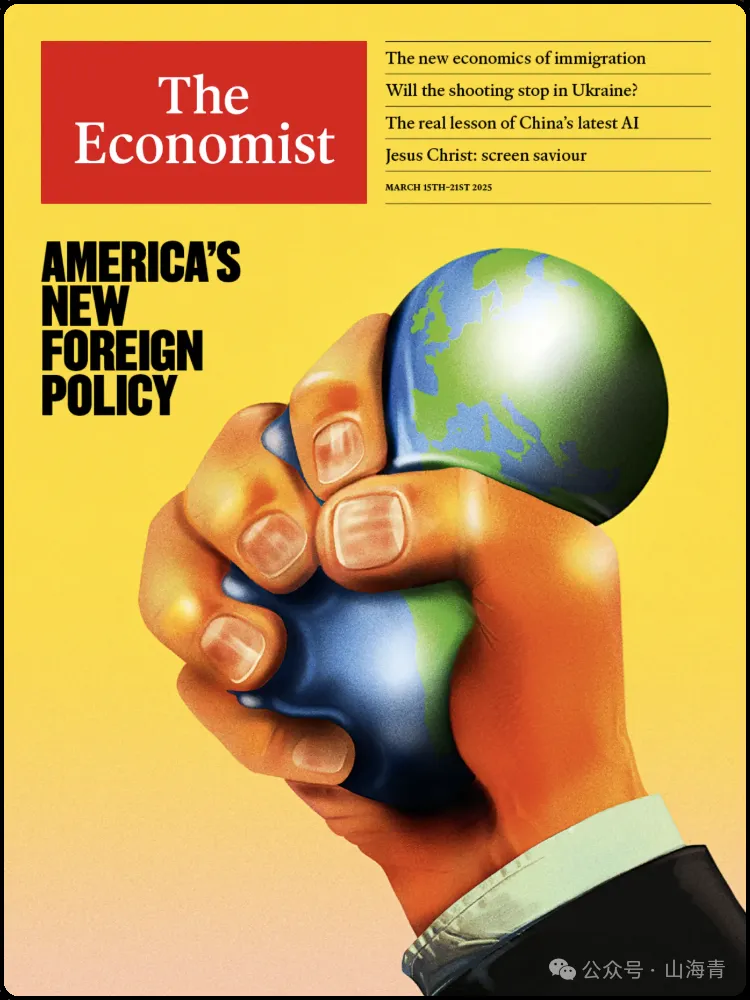 The
Economist
The new economics of immigration
Will the shooting stop in Ukraine?
The real lesson of China's latest AI
Jesus Christ: screen saviour
MARCH 15TH–21ST 2025
AMERICA'S
NEW
FOREIGN
POLICY
公众号 · 山海青